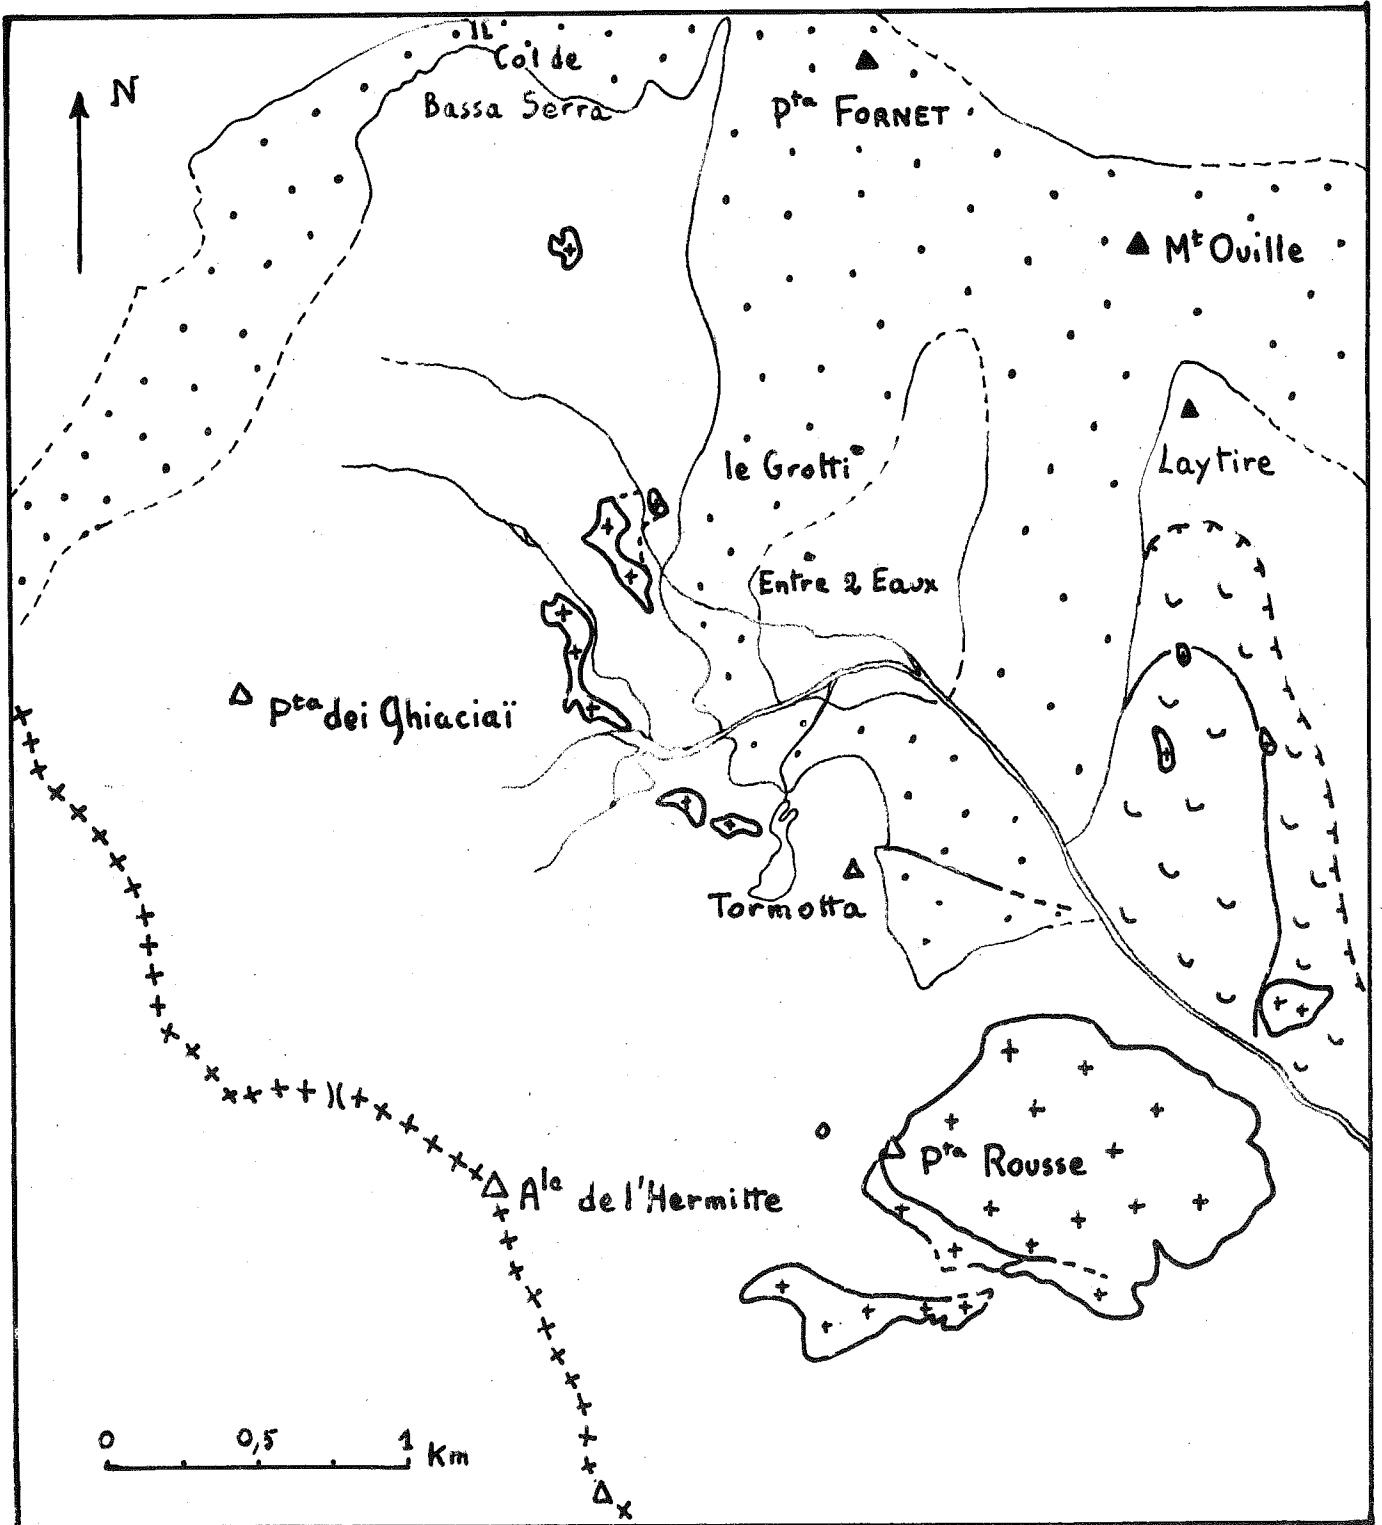 N
Col de
Bassa Serra
Pta FORNET
Mt Ouille
le Grotti
Laytire
Entre 2 Eaux
Pta dei Ghiaciaï
Tormotta
Pta Rousse
Ale de l'Hermitte
0 0,5 1 Km